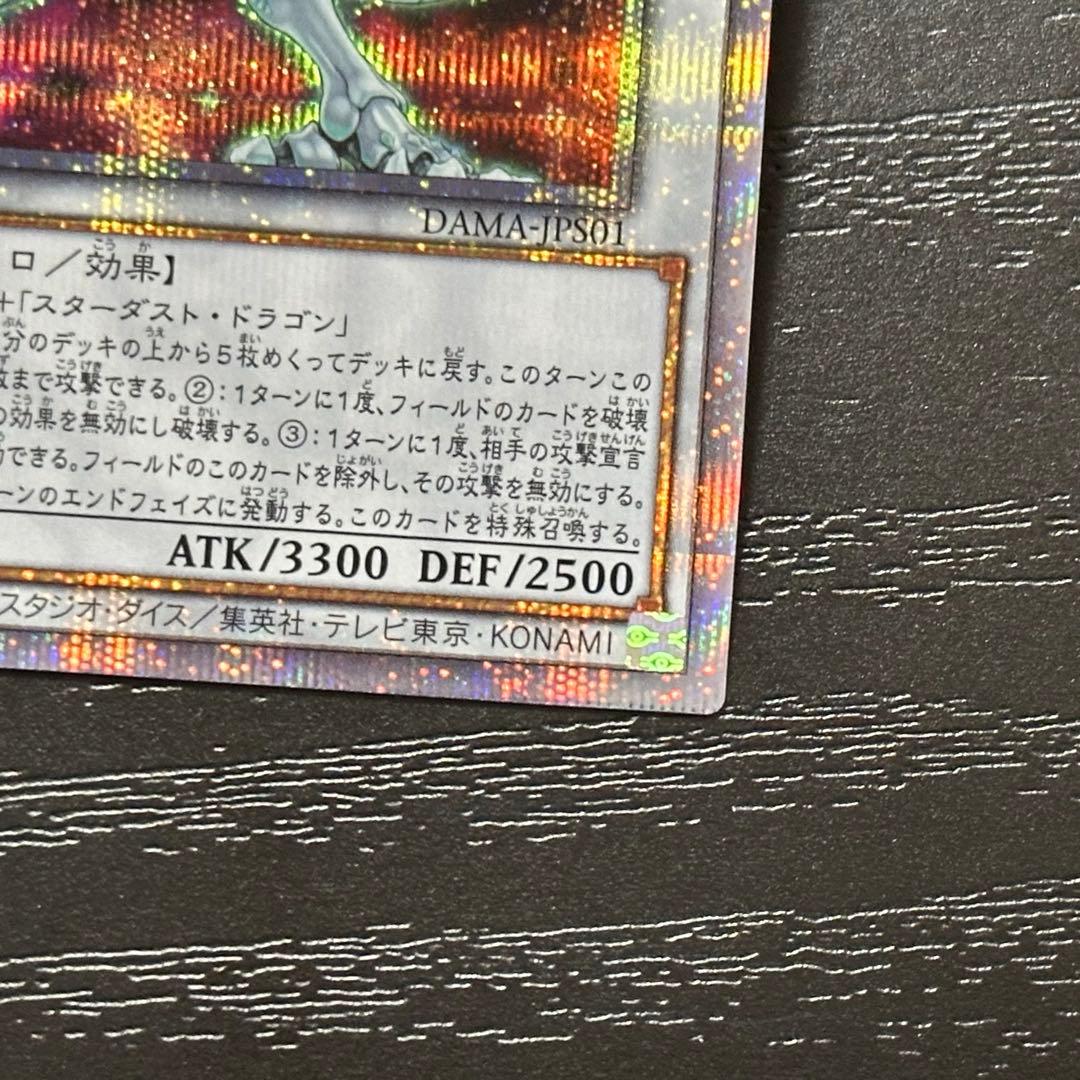 DAMA-JPS01
ロ／効果】
+「スターダスト・ドラゴン」
分のデッキの上から5枚めくってデッキに戻す。このターンこの
まで攻撃できる。②：1ターンに1度、フィールドのカードを破壊
の効果を無効にし破壊する。③：1ターンに1度、相手の攻撃宣言
できる。フィールドのこのカードを除外し、その攻撃を無効にする。
ーンのエンドフェイズに発動する。このカードを特殊召喚する。
ATK/3300 DEF/2500
スタジオ・ダイス／集英社・テレビ東京・KONAMI